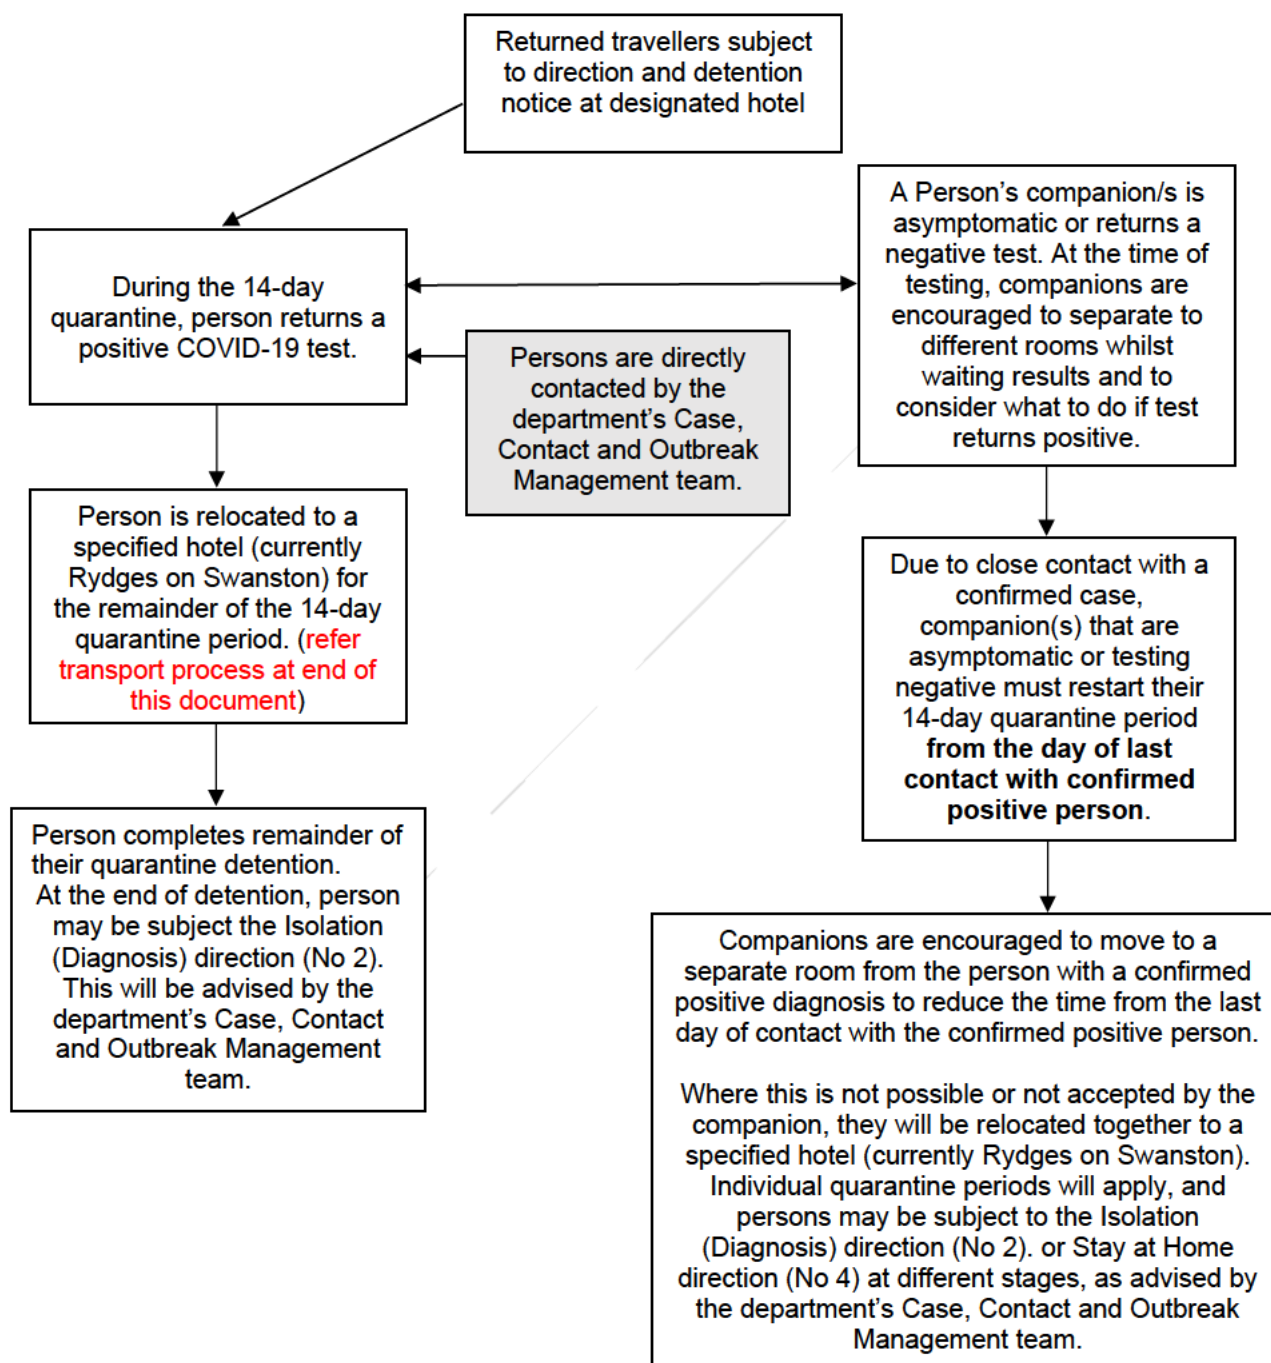 Returned travellers subject
to direction and detention
notice at designated hotel
During the 14-day
quarantine, person returns a
positive COVID-19 test.
A Person's companion/s is
asymptomatic or returns a
negative test. At the time of
testing, companions are
encouraged to separate to
different rooms whilst
waiting results and to
consider what to do if test
returns positive.
Persons are directly
contacted by the
department's Case,
Contact and Outbreak
Management team.
Person is relocated to a
specified hotel (currently
Rydges on Swanston) for
the remainder of the 14-day
quarantine period. (refer
transport process at end of
this document)
Due to close contact with a
confirmed case,
companion(s) that are
asymptomatic or testing
negative must restart their
14-day quarantine period
from the day of last
contact with confirmed
positive person.
Person completes remainder of
their quarantine detention.
At the end of detention, person
may be subject the Isolation
(Diagnosis) direction (No 2).
This will be advised by the
department's Case, Contact
and Outbreak Management
team.
Companions are encouraged to move to a
separate room from the person with a confirmed
positive diagnosis to reduce the time from the last
day of contact with the confirmed positive person.
Where this is not possible or not accepted by the
companion, they will be relocated together to a
specified hotel (currently Rydges on Swanston).
Individual quarantine periods will apply, and
persons may be subject to the Isolation
(Diagnosis) direction (No 2). or Stay at Home
direction (No 4) at different stages, as advised by
the department's Case, Contact and Outbreak
Management team.